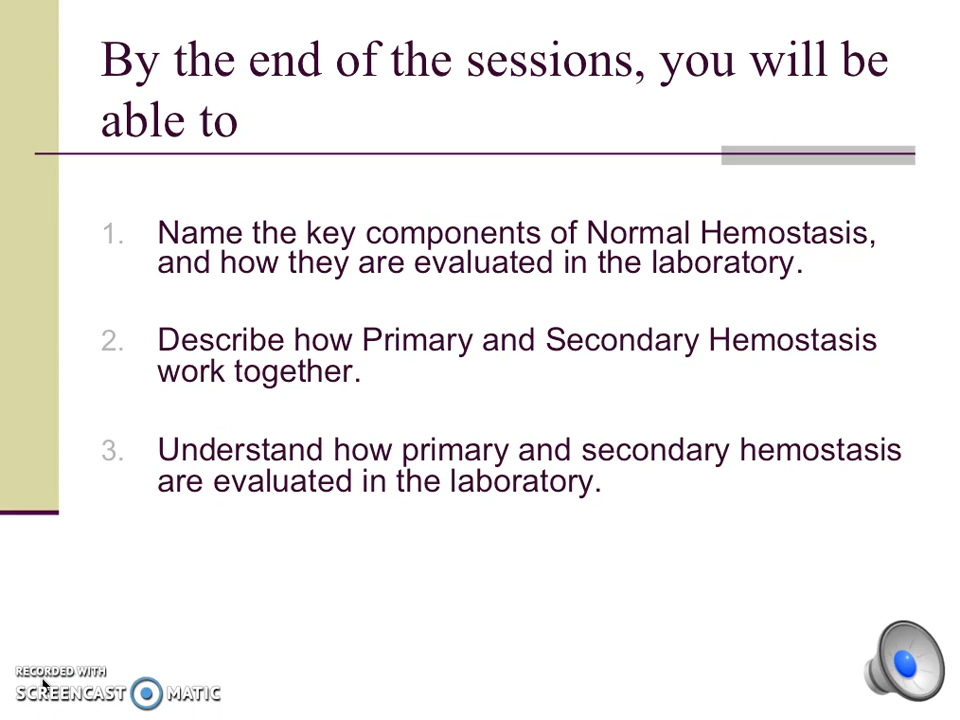 By the end of the sessions, you will be
able to
1. Name the key components of Normal Hemostasis,
and how they are evaluated in the laboratory.
2. Describe how Primary and Secondary Hemostasis
work together.
3. Understand how primary and secondary hemostasis
are evaluated in the laboratory.
RECORDED WITH
SCREENCAST MATIC